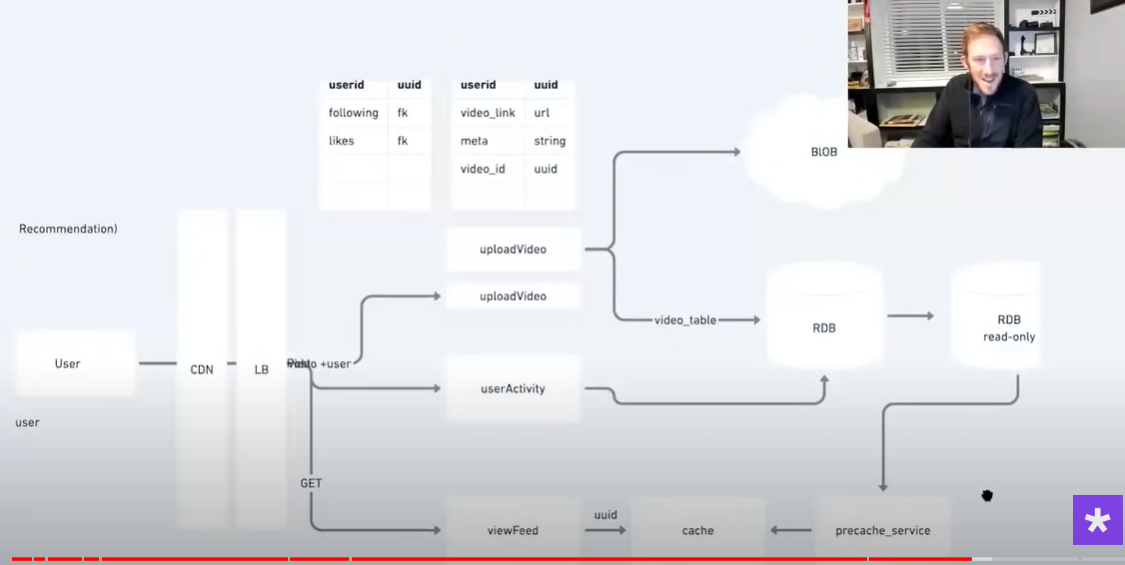 userid uuid
following fk
likes fk
userid uuid
video_link url
meta string
video_id uuid
BlOB
Recommendation)
uploadVideo
uploadVideo
video_table
RDB
RDB
read-only
User
CDN
LB
+user
userActivity
user
GET
uuid
viewFeed
cache
precache_service